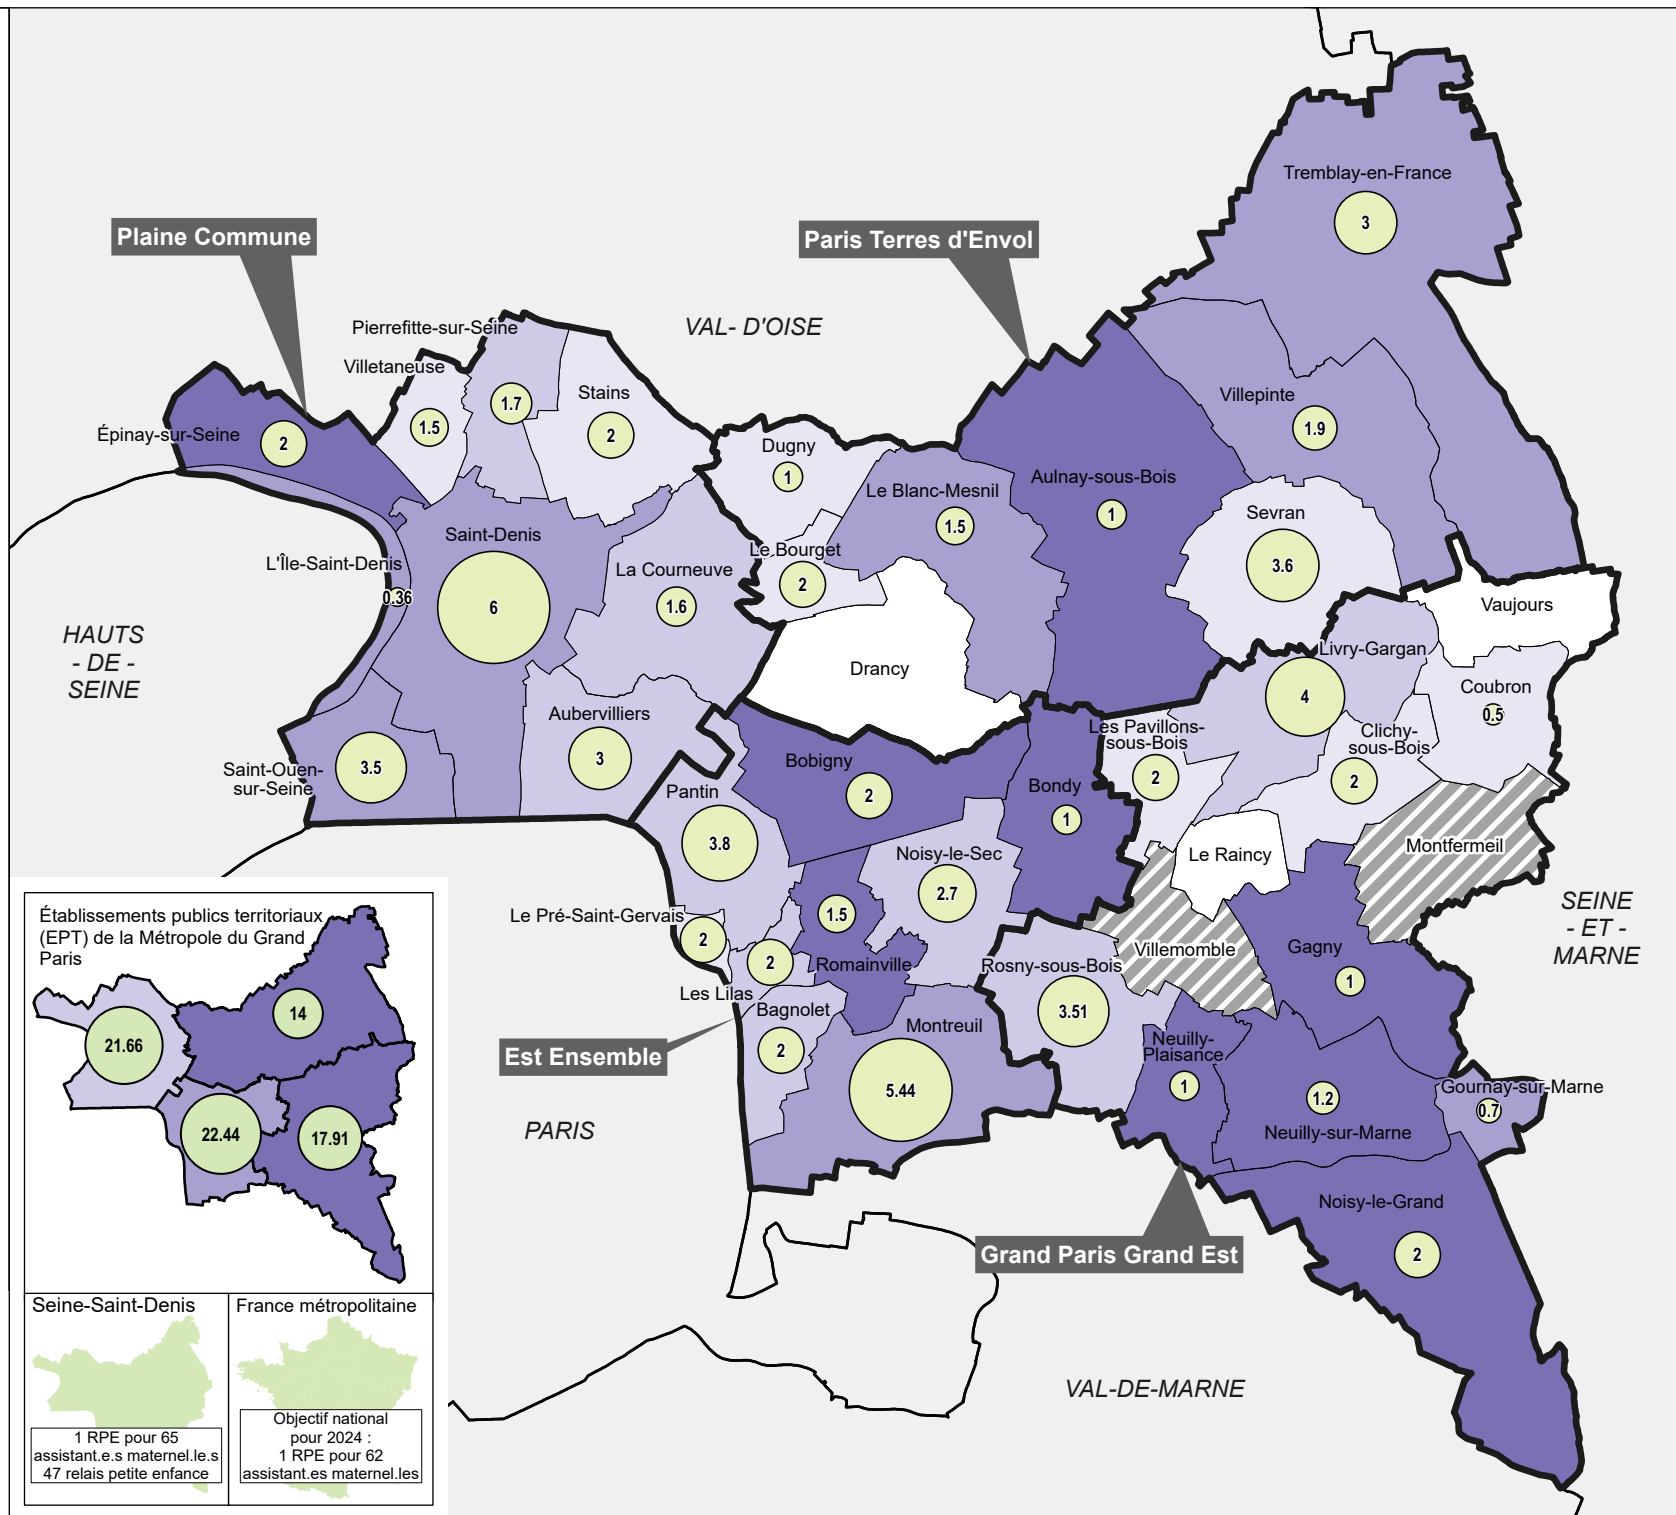 Plaine Commune
Paris Terres d'Envol
VAL- D'OISE
Tremblay-en-France
3
Pierrefitte-sur-Seine
1.7
Villetaneuse
1.5
Stains
2
Épinay-sur-Seine
2
Villepinte
1.9
Dugny
1
Aulnay-sous-Bois
1
Le Blanc-Mesnil
1.5
Sevran
3.6
Saint-Denis
6
L'Île-Saint-Denis
0.36
La Courneuve
1.6
Le Bourget
2
HAUTS
- DE -
SEINE
Drancy
Vaujours
Livry-Gargan
4
Coubron
0.5
Aubervilliers
3
Saint-Ouen-
sur-Seine
3.5
Les Pavillons-
sous-Bois
2
Clichy-
sous-Bois
2
Bobigny
2
Bondy
1
Pantin
3.8
Noisy-le-Sec
2.7
Le Raincy
Montfermeil
Le Pré-Saint-Gervais
2
1.5
Romainville
Les Lilas
2
Villemomble
Gagny
1
SEINE
- ET -
MARNE
Rosny-sous-Bois
3.51
Bagnolet
2
Montreuil
5.44
Est Ensemble
Neuilly-
Plaisance
1
1.2
Neuilly-sur-Marne
Gournay-sur-Marne
0.7
PARIS
Noisy-le-Grand
2
Grand Paris Grand Est
VAL-DE-MARNE
Établissements publics territoriaux
(EPT) de la Métropole du Grand
Paris
14
21.66
22.44
17.91
Seine-Saint-Denis
1 RPE pour 65
assistant.e.s maternel.le.s
47 relais petite enfance
France métropolitaine
Objectif national
pour 2024 :
1 RPE pour 62
assistant.es maternel.les